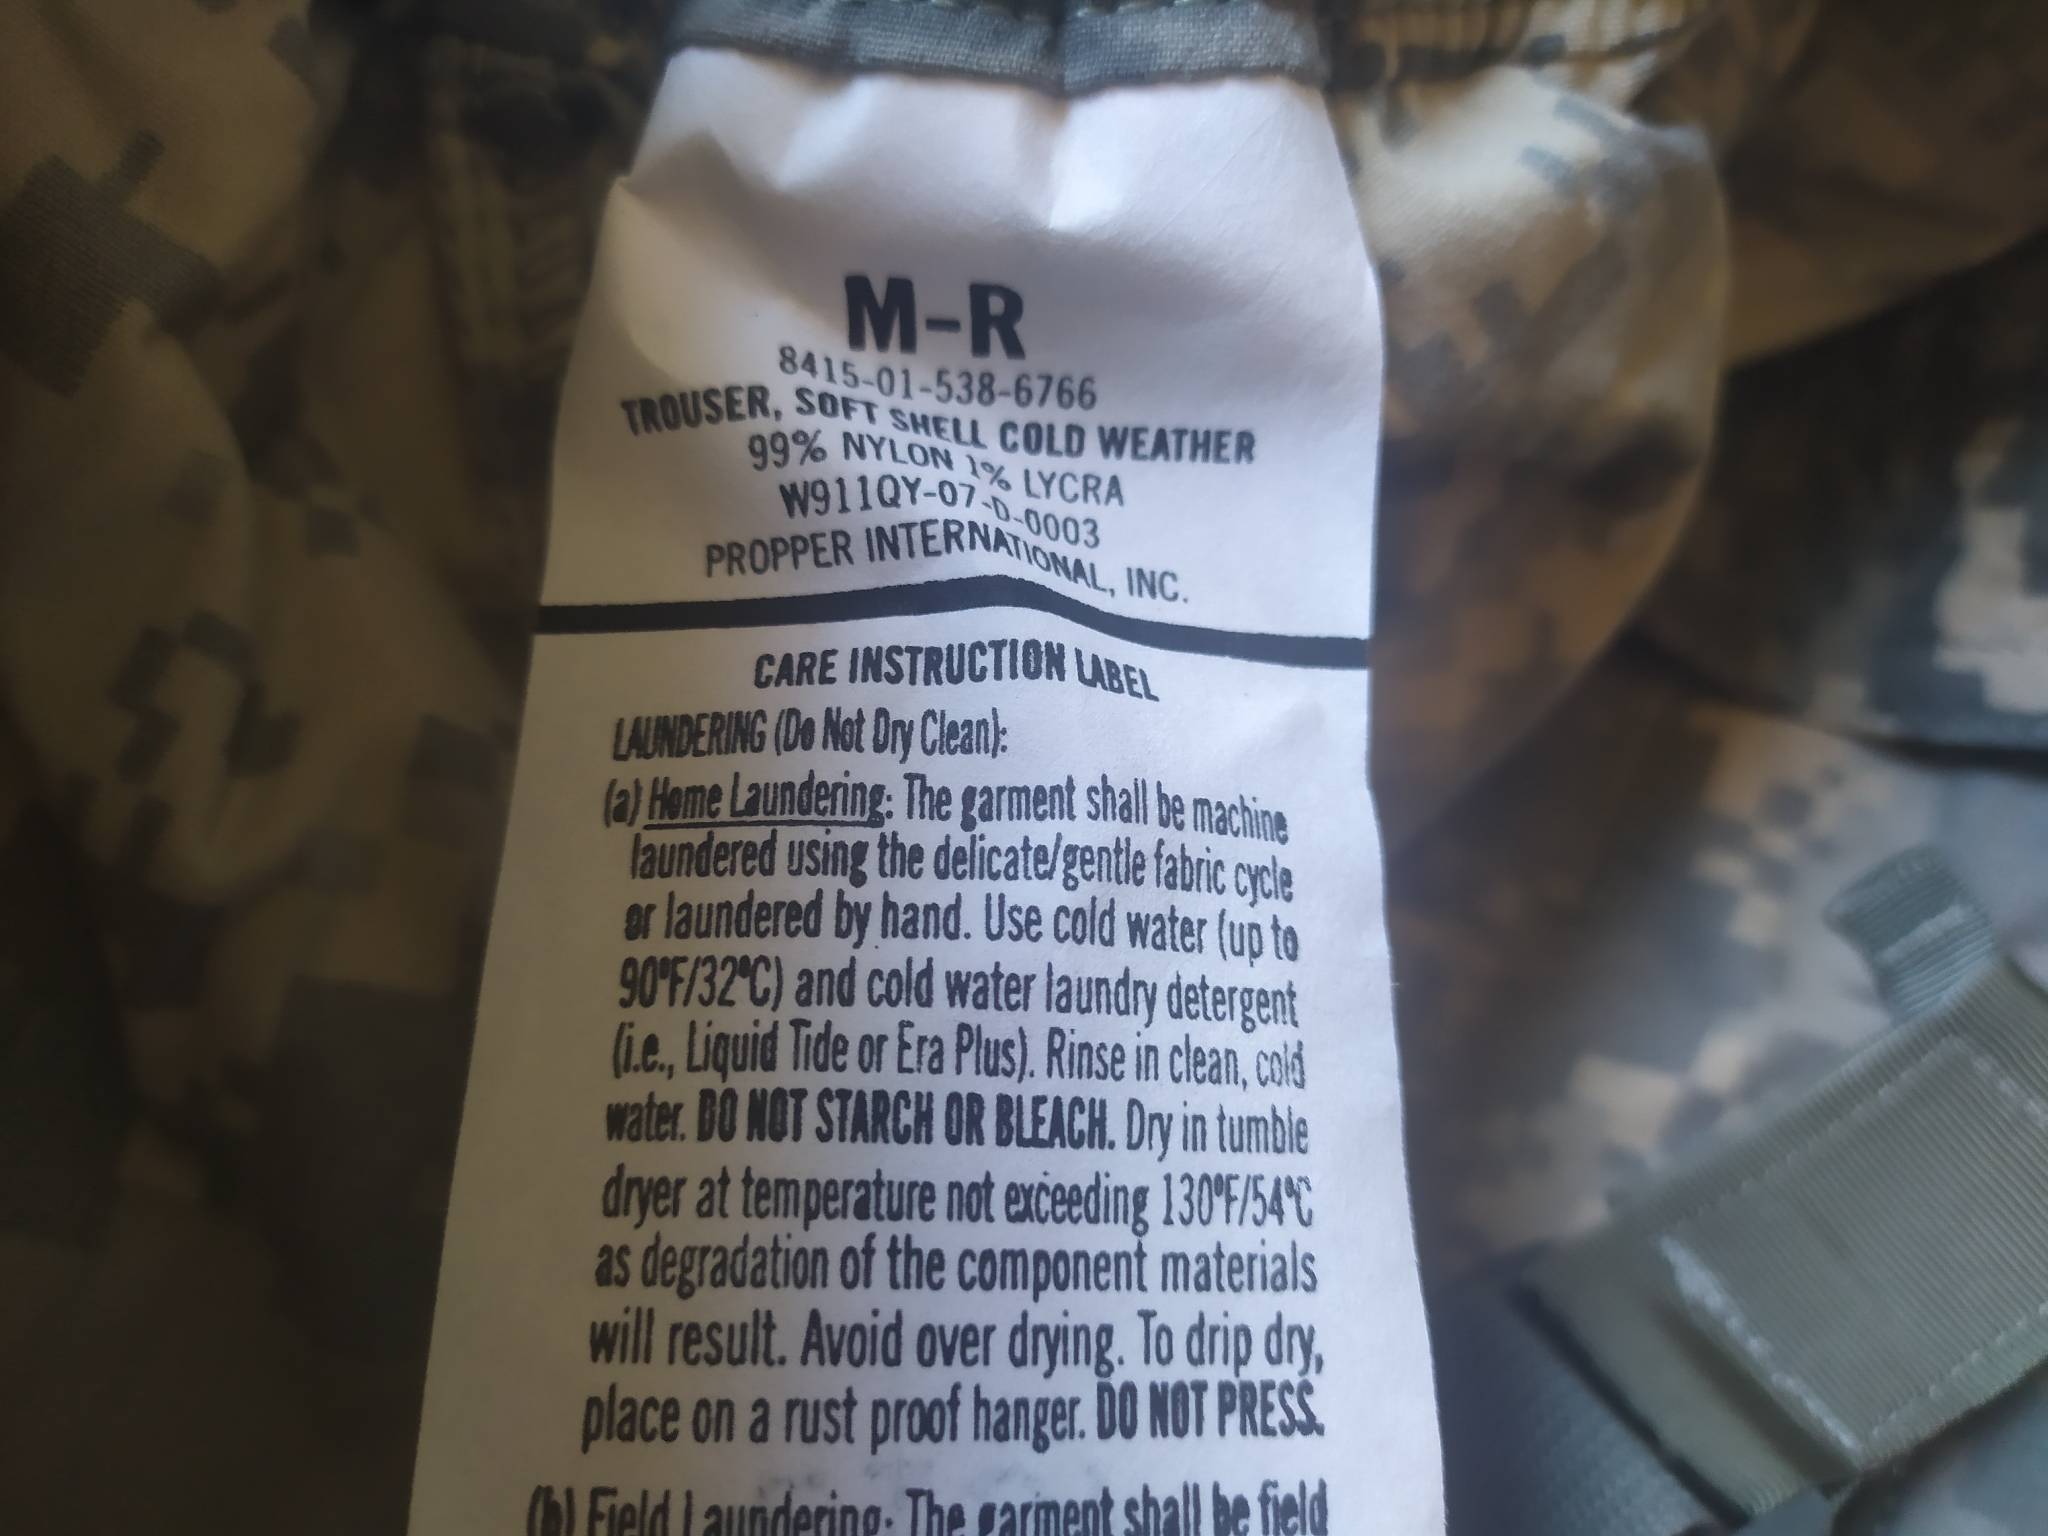 M-R
8415-01-538-6766
TROUSER, SOFT SHELL COLD WEATHER
99% NYLON 1% LYCRA
W911QY-07-D-0003
PROPPER INTERNATIONAL, INC.
CARE INSTRUCTION LABEL
LAUNDERING (Do Not Dry Clean):
(a) Home Laundering: The garment shall be machine
laundered using the delicate/gentle fabric cycle
or laundered by hand. Use cold water (up to
90°F/32°C) and cold water laundry detergent
(i.e., Liquid Tide or Era Plus). Rinse in clean, cold
water. DO NOT STARCH OR BLEACH. Dry in tumble
dryer at temperature not exceeding 130°F/54°C
as degradation of the component materials
will result. Avoid over drying. To drip dry,
place on a rust proof hanger. DO NOT PRESS.
(b) Field Laundering: The garment shall be field